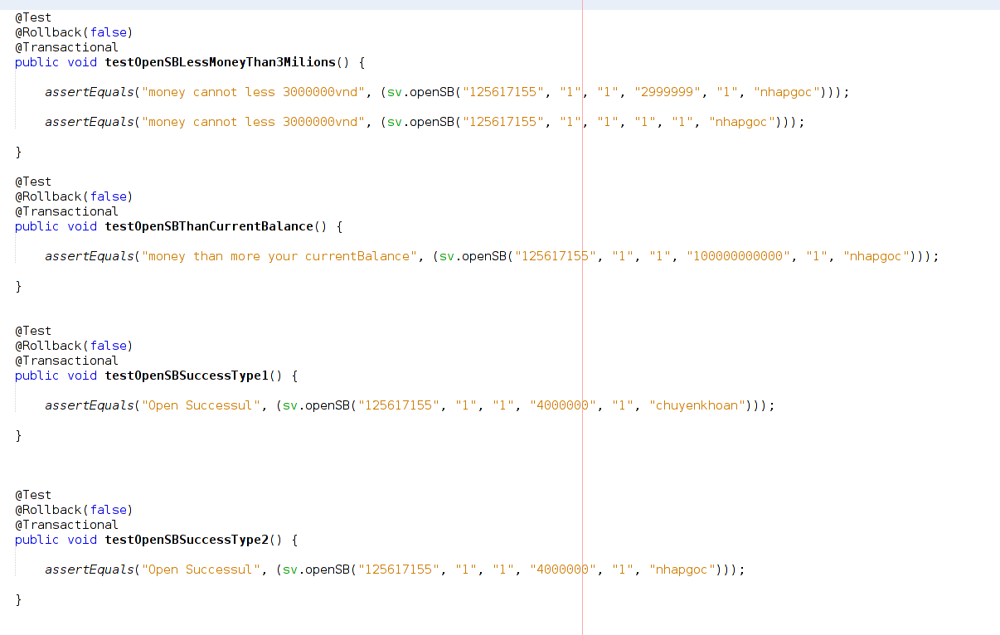 @Test
@Rollback(false)
@Transactional
public void testOpenSBLessMoneyThan3Milions() {
assertEquals("money cannot less 3000000vnd", (sv.openSB("125617155", "1", "1", "2999999", "1", "nhapgoc")));
assertEquals("money cannot less 3000000vnd", (sv.openSB("125617155", "1", "1", "1", "1", "nhapgoc")));
}
@Test
@Rollback(false)
@Transactional
public void testOpenSBThanCurrentBalance() {
assertEquals("money than more your currentBalance", (sv.openSB("125617155", "1", "1", "100000000000", "1", "nhapgoc")));
}
@Test
@Rollback(false)
@Transactional
public void testOpenSBSuccessType1() {
assertEquals("Open Successul", (sv.openSB("125617155", "1", "1", "4000000", "1", "chuyenkhoan")));
}
@Test
@Rollback(false)
@Transactional
public void testOpenSBSuccessType2() {
assertEquals("Open Successul", (sv.openSB("125617155", "1", "1", "4000000", "1", "nhapgoc")));
}